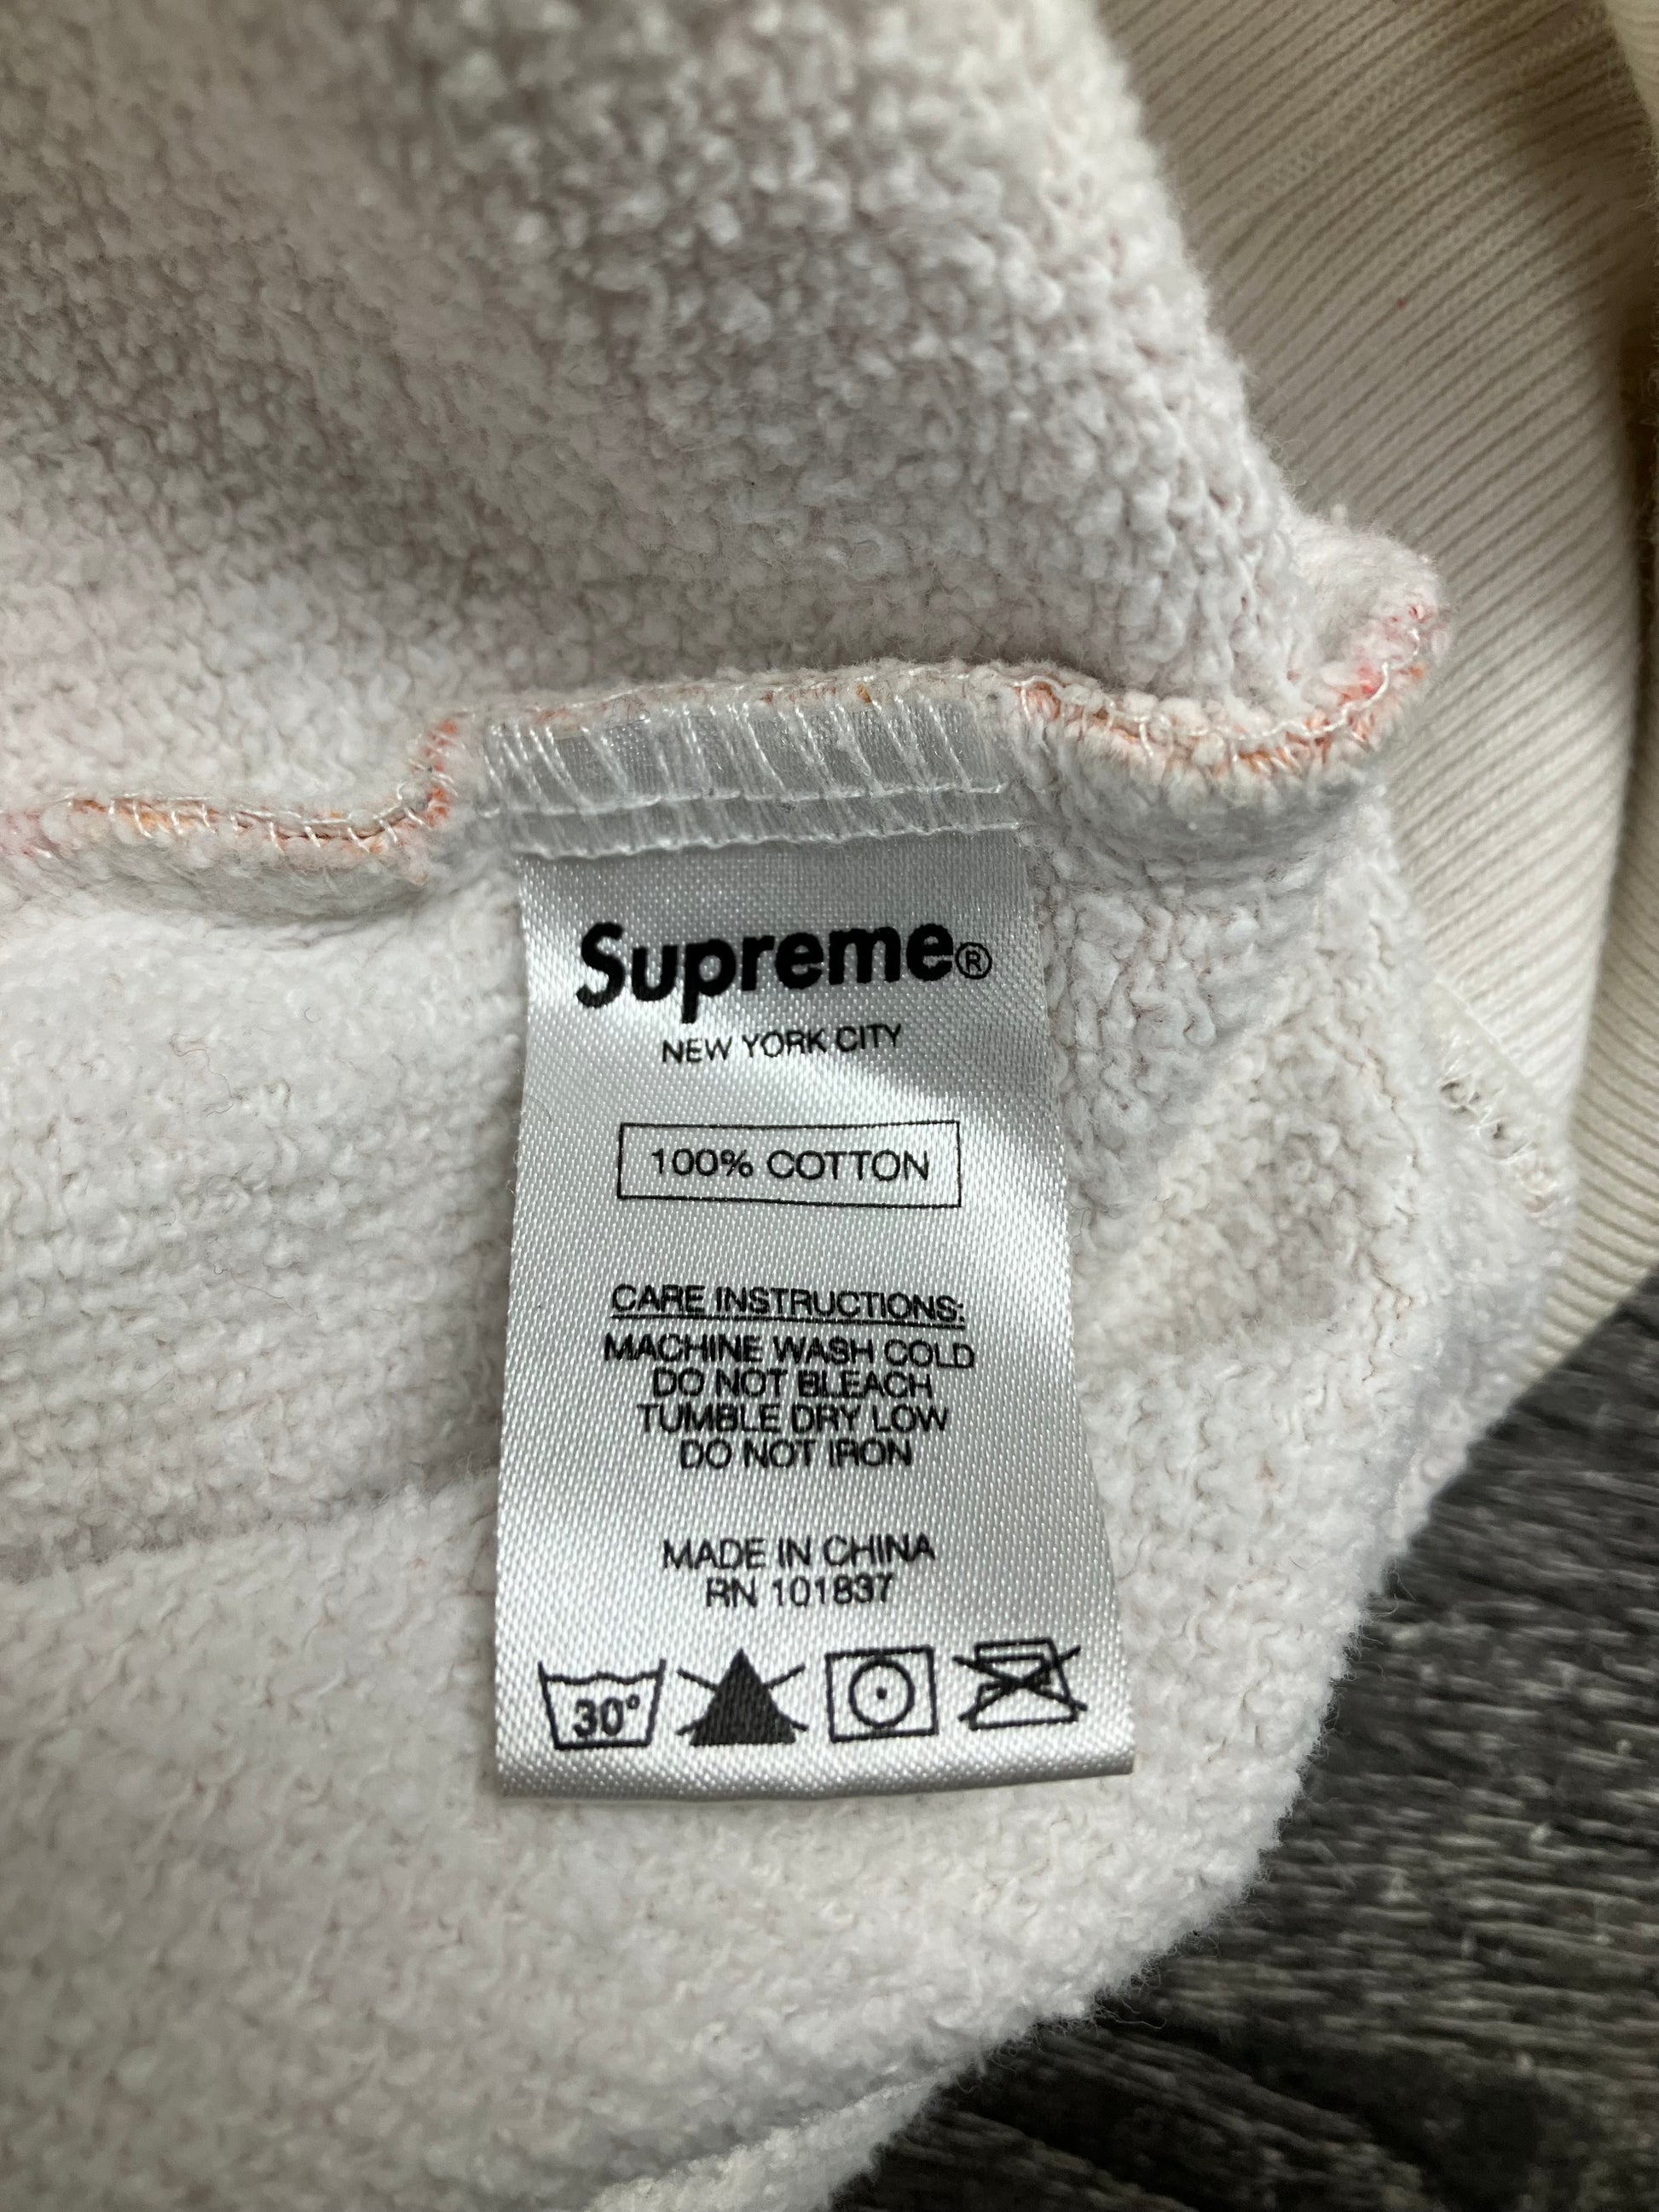 Supreme®
NEW YORK CITY
100% COTTON
CARE INSTRUCTIONS:
MACHINE WASH COLD
DO NOT BLEACH
TUMBLE DRY LOW
DO NOT IRON
MADE IN CHINA
RN 101837
30°